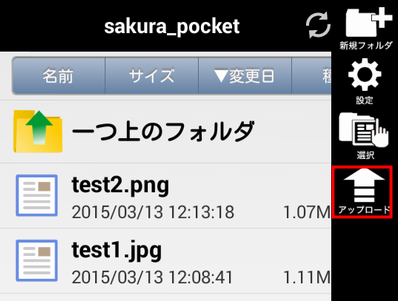 sakura_pocket
新規フォルダ
名前 サイズ ▼変更日
設定
一つ上のフォルダ
選択
test2.png
2015/03/13 12:13:18 1.07M
アップロード
test1.jpg
2015/03/13 12:08:41 1.11M